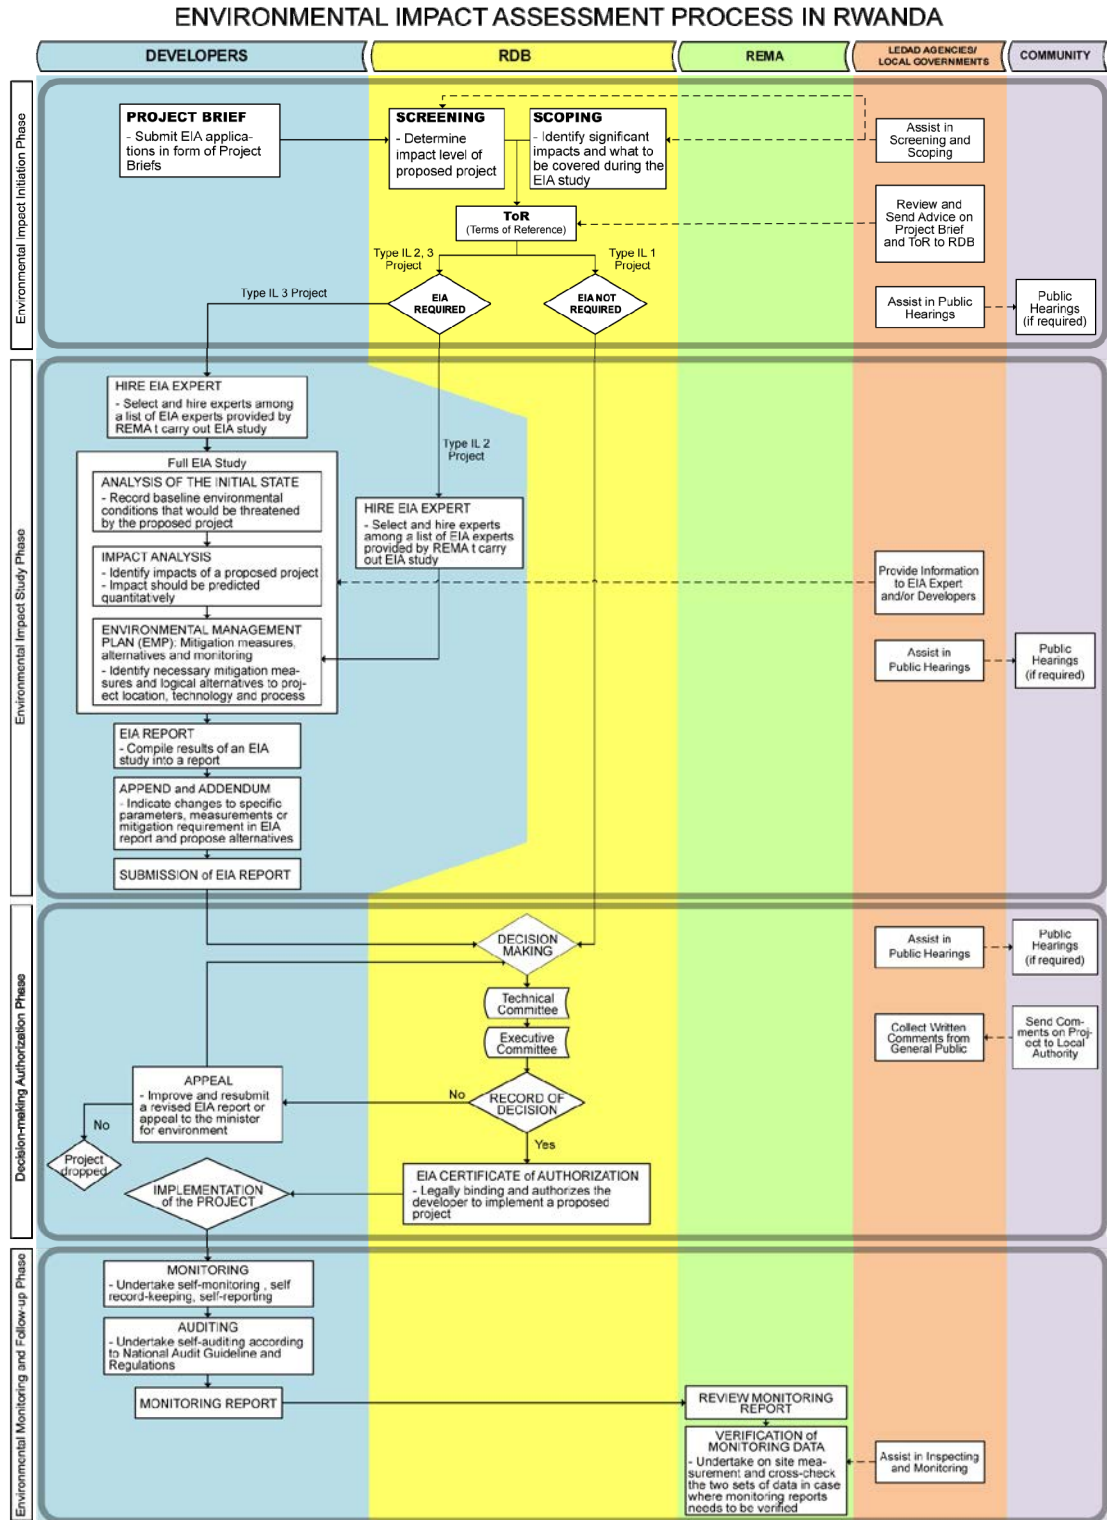 ENVIRONMENTAL IMPACT ASSESSMENT PROCESS IN RWANDA
DEVELOPERS
RDB
REMA
LEDAD AGENCIES/
LOCAL GOVERNMENTS
COMMUNITY
Environmental Impact Initiation Phase
PROJECT BRIEF
- Submit EIA applica-
tions in form of Project
Briefs
SCREENING
- Determine
impact level of
proposed project
SCOPING
- Identify significant
impacts and what to
be covered during the
EIA study
Assist in
Screening and
Scoping
ToR
(Terms of Reference)
Review and
Send Advice on
Project Brief
and ToR to RDB
Type IL 2, 3
Project
Type IL 1
Project
Type IL 3 Project
EIA
REQUIRED
EIA NOT
REQUIRED
Assist in Public
Hearings
Public
Hearings
(if required)
Environmental Impact Study Phase
HIRE EIA EXPERT
- Select and hire experts among
a list of EIA experts provided by
REMA t carry out EIA study
Type IL 2
Project
Full EIA Study
ANALYSIS OF THE INITIAL STATE
- Record baseline environmental
conditions that would be threatened
by the proposed project
HIRE EIA EXPERT
- Select and hire experts
among a list of EIA experts
provided by REMA t carry
out EIA study
IMPACT ANALYSIS
- Identify impacts of a proposed project
- Impact should be predicted
quantitatively
Provide Information
to EIA Expert
and/or Developers
ENVIRONMENTAL MANAGEMENT
PLAN (EMP): Mitigation measures,
alternatives and monitoring
- Identify necessary mitigation mea-
sures and logical alternatives to proj-
ect location, technology and process
Assist in
Public Hearings
Public
Hearings
(if required)
EIA REPORT
- Compile results of an EIA
study into a report
APPEND and ADDENDUM
- Indicate changes to specific
parameters, measurements or
mitigation requirement in EIA
report and propose alternatives
SUBMISSION of EIA REPORT
Decision-making Authorization Phase
DECISION
MAKING
Assist in
Public Hearings
Public
Hearings
(if required)
Technical
Committee
Executive
Committee
Collect Written
Comments from
General Public
Send Com-
ments on Proj-
ect to Local
Authority
APPEAL
- Improve and resubmit
a revised EIA report or
appeal to the minister
for environment
No
RECORD OF
DECISION
No
Project
dropped
Yes
IMPLEMENTATION
of the PROJECT
EIA CERTIFICATE of AUTHORIZATION
- Legally binding and authorizes the
developer to implement a proposed
project
Environmental Monitoring and Follow-up Phase
MONITORING
- Undertake self-monitoring , self
record-keeping, self-reporting
AUDITING
- Undertake self-auditing according
to National Audit Guideline and
Regulations
MONITORING REPORT
REVIEW MONITORING
REPORT
VERIFICATION of
MONITORING DATA
- Undertake on site mea-
surement and cross-check
the two sets of data in case
where monitoring reports
needs to be verified
Assist in Inspecting
and Monitoring